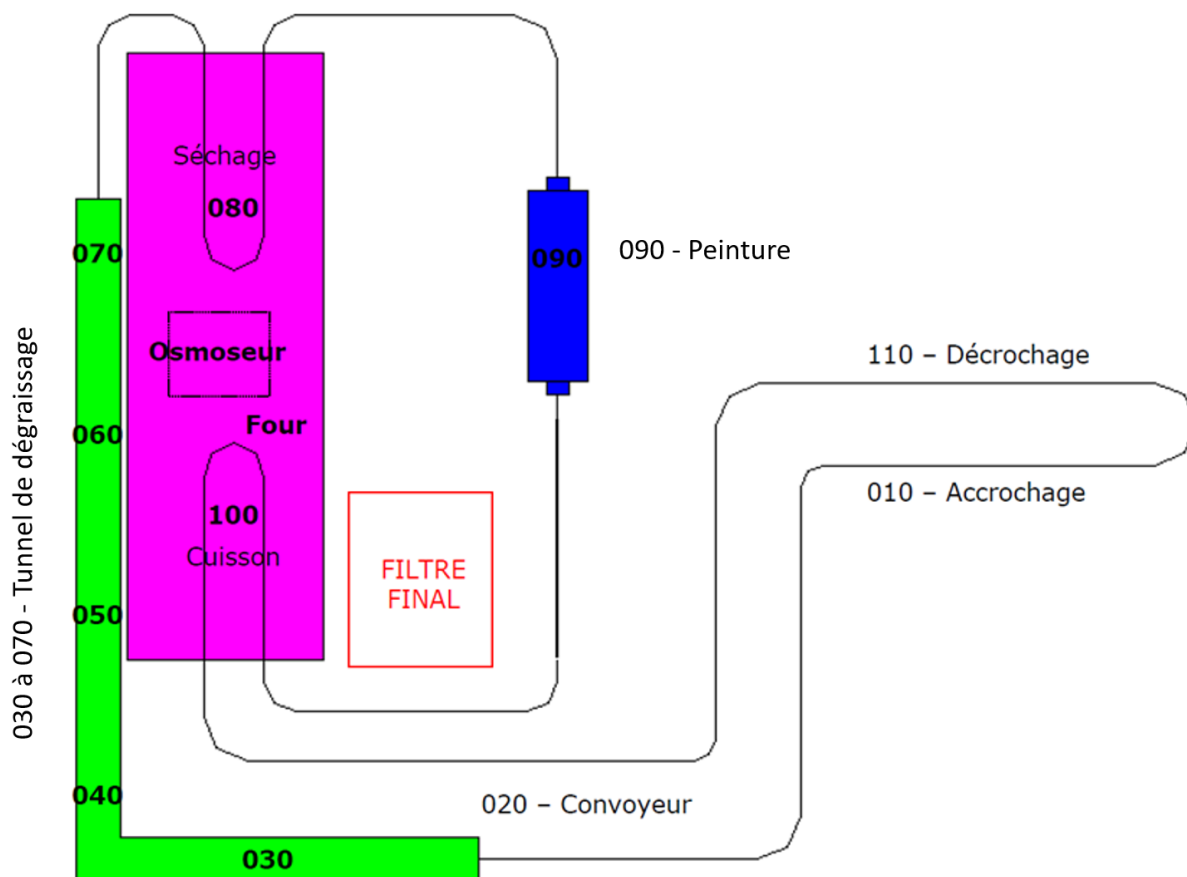 Séchage
080
070
090
090 - Peinture
Osmoseur
110 – Décrochage
060
Four
010 – Accrochage
100
Cuisson
FILTRE
FINAL
050
030 à 070 - Tunnel de dégraissage
040
020 – Convoyeur
030